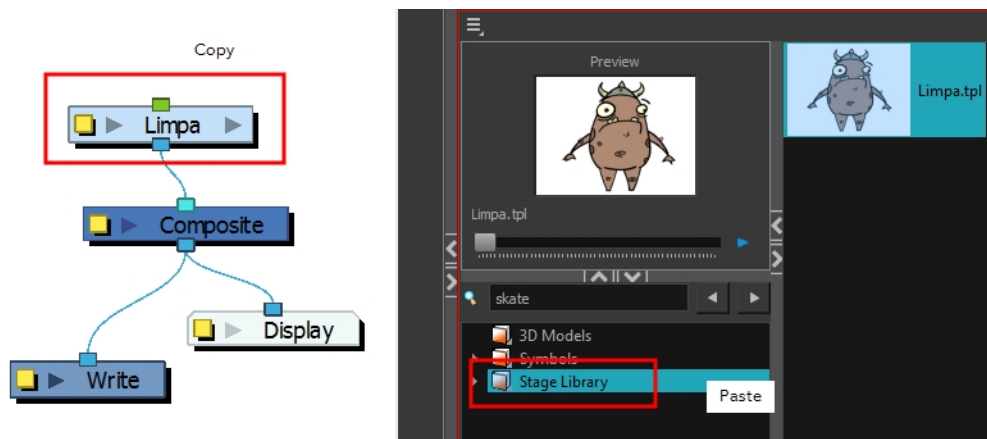 Copy
Limpa
Composite
Display
Write
Preview
Limpa.tpl
Limpa.tpl
skate
3D Models
Symbols
Stage Library
Paste